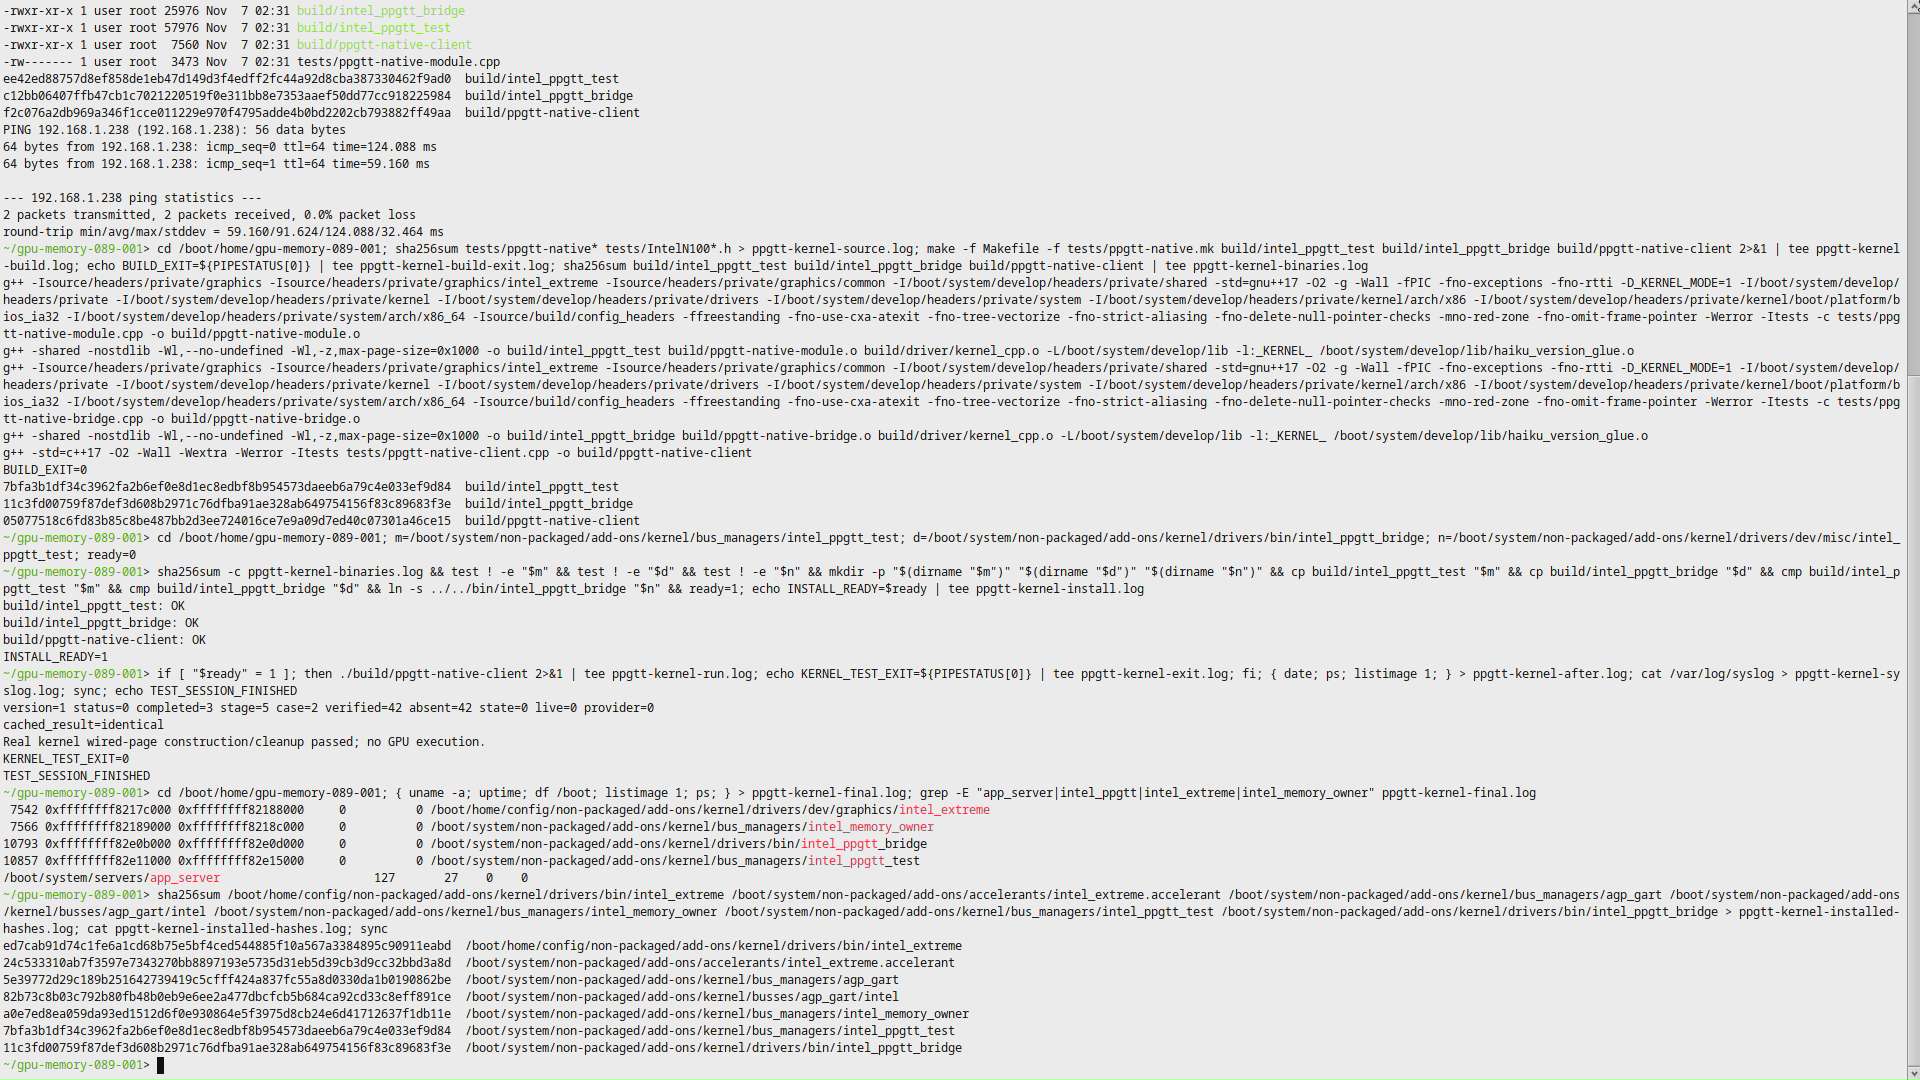 -rwxr-xr-x 1 user root 25976 Nov  7 02:31 build/intel_ppgtt_bridge
-rwxr-xr-x 1 user root 57976 Nov  7 02:31 build/intel_ppgtt_test
-rwxr-xr-x 1 user root  7560 Nov  7 02:31 build/ppgtt-native-client
-rw------- 1 user root  3473 Nov  7 02:31 tests/ppgtt-native-module.cpp
ee42ed88757d8ef858de1eb47d149d3f4edff2fc44a92d8cba387330462f9ad0  build/intel_ppgtt_test
c12bb06407ffb47cb1c7021220519f0e311bb8e7353aaef50dd77cc918225984  build/intel_ppgtt_bridge
f2c076a2db969a346f1cce011229e970f4795adde4b0bd2202cb793882ff49aa  build/ppgtt-native-client
PING 192.168.1.238 (192.168.1.238): 56 data bytes
64 bytes from 192.168.1.238: icmp_seq=0 ttl=64 time=124.088 ms
64 bytes from 192.168.1.238: icmp_seq=1 ttl=64 time=59.160 ms
--- 192.168.1.238 ping statistics ---
2 packets transmitted, 2 packets received, 0.0% packet loss
round-trip min/avg/max/stddev = 59.160/91.624/124.088/32.464 ms
~/gpu-memory-089-001> cd /boot/home/gpu-memory-089-001; sha256sum tests/ppgtt-native* tests/IntelN100*.h > ppgtt-kernel-source.log; make -f Makefile -f tests/ppgtt-native.mk build/intel_ppgtt_test build/intel_ppgtt_bridge build/ppgtt-native-client 2>&1 | tee ppgtt-kernel
-build.log; echo BUILD_EXIT=${PIPESTATUS[0]} | tee ppgtt-kernel-build-exit.log; sha256sum build/intel_ppgtt_test build/intel_ppgtt_bridge build/ppgtt-native-client | tee ppgtt-kernel-binaries.log
g++ -Isource/headers/private/graphics -Isource/headers/private/graphics/intel_extreme -Isource/headers/private/graphics/common -I/boot/system/develop/headers/private/shared -std=gnu++17 -O2 -g -Wall -fPIC -fno-exceptions -fno-rtti -D_KERNEL_MODE=1 -I/boot/system/develop/
headers/private -I/boot/system/develop/headers/private/kernel -I/boot/system/develop/headers/private/drivers -I/boot/system/develop/headers/private/system -I/boot/system/develop/headers/private/kernel/arch/x86 -I/boot/system/develop/headers/private/kernel/boot/platform/b
ios_ia32 -I/boot/system/develop/headers/private/system/arch/x86_64 -Isource/build/config_headers -ffreestanding -fno-use-cxa-atexit -fno-tree-vectorize -fno-strict-aliasing -fno-delete-null-pointer-checks -mno-red-zone -fno-omit-frame-pointer -Werror -Itests -c tests/ppg
tt-native-module.cpp -o build/ppgtt-native-module.o
g++ -shared -nostdlib -Wl,--no-undefined -Wl,-z,max-page-size=0x1000 -o build/intel_ppgtt_test build/ppgtt-native-module.o build/driver/kernel_cpp.o -L/boot/system/develop/lib -l:_KERNEL_ /boot/system/develop/lib/haiku_version_glue.o
g++ -Isource/headers/private/graphics -Isource/headers/private/graphics/intel_extreme -Isource/headers/private/graphics/common -I/boot/system/develop/headers/private/shared -std=gnu++17 -O2 -g -Wall -fPIC -fno-exceptions -fno-rtti -D_KERNEL_MODE=1 -I/boot/system/develop/
headers/private -I/boot/system/develop/headers/private/kernel -I/boot/system/develop/headers/private/drivers -I/boot/system/develop/headers/private/system -I/boot/system/develop/headers/private/kernel/arch/x86 -I/boot/system/develop/headers/private/kernel/boot/platform/b
ios_ia32 -I/boot/system/develop/headers/private/system/arch/x86_64 -Isource/build/config_headers -ffreestanding -fno-use-cxa-atexit -fno-tree-vectorize -fno-strict-aliasing -fno-delete-null-pointer-checks -mno-red-zone -fno-omit-frame-pointer -Werror -Itests -c tests/ppg
tt-native-bridge.cpp -o build/ppgtt-native-bridge.o
g++ -shared -nostdlib -Wl,--no-undefined -Wl,-z,max-page-size=0x1000 -o build/intel_ppgtt_bridge build/ppgtt-native-bridge.o build/driver/kernel_cpp.o -L/boot/system/develop/lib -l:_KERNEL_ /boot/system/develop/lib/haiku_version_glue.o
g++ -std=c++17 -O2 -Wall -Wextra -Werror -Itests tests/ppgtt-native-client.cpp -o build/ppgtt-native-client
BUILD_EXIT=0
7bfa3b1df34c3962fa2b6ef0e8d1ec8edbf8b954573daeeb6a79c4e033ef9d84  build/intel_ppgtt_test
11c3fd00759f87def3d608b2971c76dfba91ae328ab649754156f83c89683f3e  build/intel_ppgtt_bridge
05077518c6fd83b85c8be487bb2d3ee724016ce7e9a09d7ed40c07301a46ce15  build/ppgtt-native-client
~/gpu-memory-089-001> cd /boot/home/gpu-memory-089-001; m=/boot/system/non-packaged/add-ons/kernel/bus_managers/intel_ppgtt_test; d=/boot/system/non-packaged/add-ons/kernel/drivers/bin/intel_ppgtt_bridge; n=/boot/system/non-packaged/add-ons/kernel/drivers/dev/misc/intel_
ppgtt_test; ready=0
~/gpu-memory-089-001> sha256sum -c ppgtt-kernel-binaries.log && test ! -e "$m" && test ! -e "$d" && test ! -e "$n" && mkdir -p "$(dirname "$m")" "$(dirname "$d")" "$(dirname "$n")" && cp build/intel_ppgtt_test "$m" && cp build/intel_ppgtt_bridge "$d" && cmp build/intel_p
pgtt_test "$m" && cmp build/intel_ppgtt_bridge "$d" && ln -s ../../bin/intel_ppgtt_bridge "$n" && ready=1; echo INSTALL_READY=$ready | tee ppgtt-kernel-install.log
build/intel_ppgtt_test: OK
build/intel_ppgtt_bridge: OK
build/ppgtt-native-client: OK
INSTALL_READY=1
~/gpu-memory-089-001> if [ "$ready" = 1 ]; then ./build/ppgtt-native-client 2>&1 | tee ppgtt-kernel-run.log; echo KERNEL_TEST_EXIT=${PIPESTATUS[0]} | tee ppgtt-kernel-exit.log; fi; { date; ps; listimage 1; } > ppgtt-kernel-after.log; cat /var/log/syslog > ppgtt-kernel-sy
slog.log; sync; echo TEST_SESSION_FINISHED
version=1 status=0 completed=3 stage=5 case=2 verified=42 absent=42 state=0 live=0 provider=0
cached_result=identical
Real kernel wired-page construction/cleanup passed; no GPU execution.
KERNEL_TEST_EXIT=0
TEST_SESSION_FINISHED
~/gpu-memory-089-001> cd /boot/home/gpu-memory-089-001; { uname -a; uptime; df /boot; listimage 1; ps; } > ppgtt-kernel-final.log; grep -E "app_server|intel_ppgtt|intel_extreme|intel_memory_owner" ppgtt-kernel-final.log
 7542 0xffffffff8217c000 0xffffffff82188000     0          0 /boot/home/config/non-packaged/add-ons/kernel/drivers/dev/graphics/intel_extreme
 7566 0xffffffff82189000 0xffffffff8218c000     0          0 /boot/system/non-packaged/add-ons/kernel/bus_managers/intel_memory_owner
10793 0xffffffff82e0b000 0xffffffff82e0d000     0          0 /boot/system/non-packaged/add-ons/kernel/drivers/bin/intel_ppgtt_bridge
10857 0xffffffff82e11000 0xffffffff82e15000     0          0 /boot/system/non-packaged/add-ons/kernel/bus_managers/intel_ppgtt_test
/boot/system/servers/app_server                      127       27    0    0
~/gpu-memory-089-001> sha256sum /boot/home/config/non-packaged/add-ons/kernel/drivers/bin/intel_extreme /boot/system/non-packaged/add-ons/accelerants/intel_extreme.accelerant /boot/system/non-packaged/add-ons/kernel/bus_managers/agp_gart /boot/system/non-packaged/add-ons
/kernel/busses/agp_gart/intel /boot/system/non-packaged/add-ons/kernel/bus_managers/intel_memory_owner /boot/system/non-packaged/add-ons/kernel/bus_managers/intel_ppgtt_test /boot/system/non-packaged/add-ons/kernel/drivers/bin/intel_ppgtt_bridge > ppgtt-kernel-installed-
hashes.log; cat ppgtt-kernel-installed-hashes.log; sync
ed7cab91d74c1fe6a1cd68b75e5bf4ced544885f10a567a3384895c90911eabd  /boot/home/config/non-packaged/add-ons/kernel/drivers/bin/intel_extreme
24c533310ab7f3597e7343270bb8897193e5735d31eb5d39cb3d9cc32bbd3a8d  /boot/system/non-packaged/add-ons/accelerants/intel_extreme.accelerant
5e39772d29c189b251642739419c5cfff424a837fc55a8d0330da1b0190862be  /boot/system/non-packaged/add-ons/kernel/bus_managers/agp_gart
82b73c8b03c792b80fb48b0eb9e6ee2a477dbcfcb5b684ca92cd33c8eff891ce  /boot/system/non-packaged/add-ons/kernel/busses/agp_gart/intel
a0e7ed8ea059da93ed1512d6f0e930864e5f3975d8cb24e6d41712637f1db11e  /boot/system/non-packaged/add-ons/kernel/bus_managers/intel_memory_owner
7bfa3b1df34c3962fa2b6ef0e8d1ec8edbf8b954573daeeb6a79c4e033ef9d84  /boot/system/non-packaged/add-ons/kernel/bus_managers/intel_ppgtt_test
11c3fd00759f87def3d608b2971c76dfba91ae328ab649754156f83c89683f3e  /boot/system/non-packaged/add-ons/kernel/drivers/bin/intel_ppgtt_bridge
~/gpu-memory-089-001>